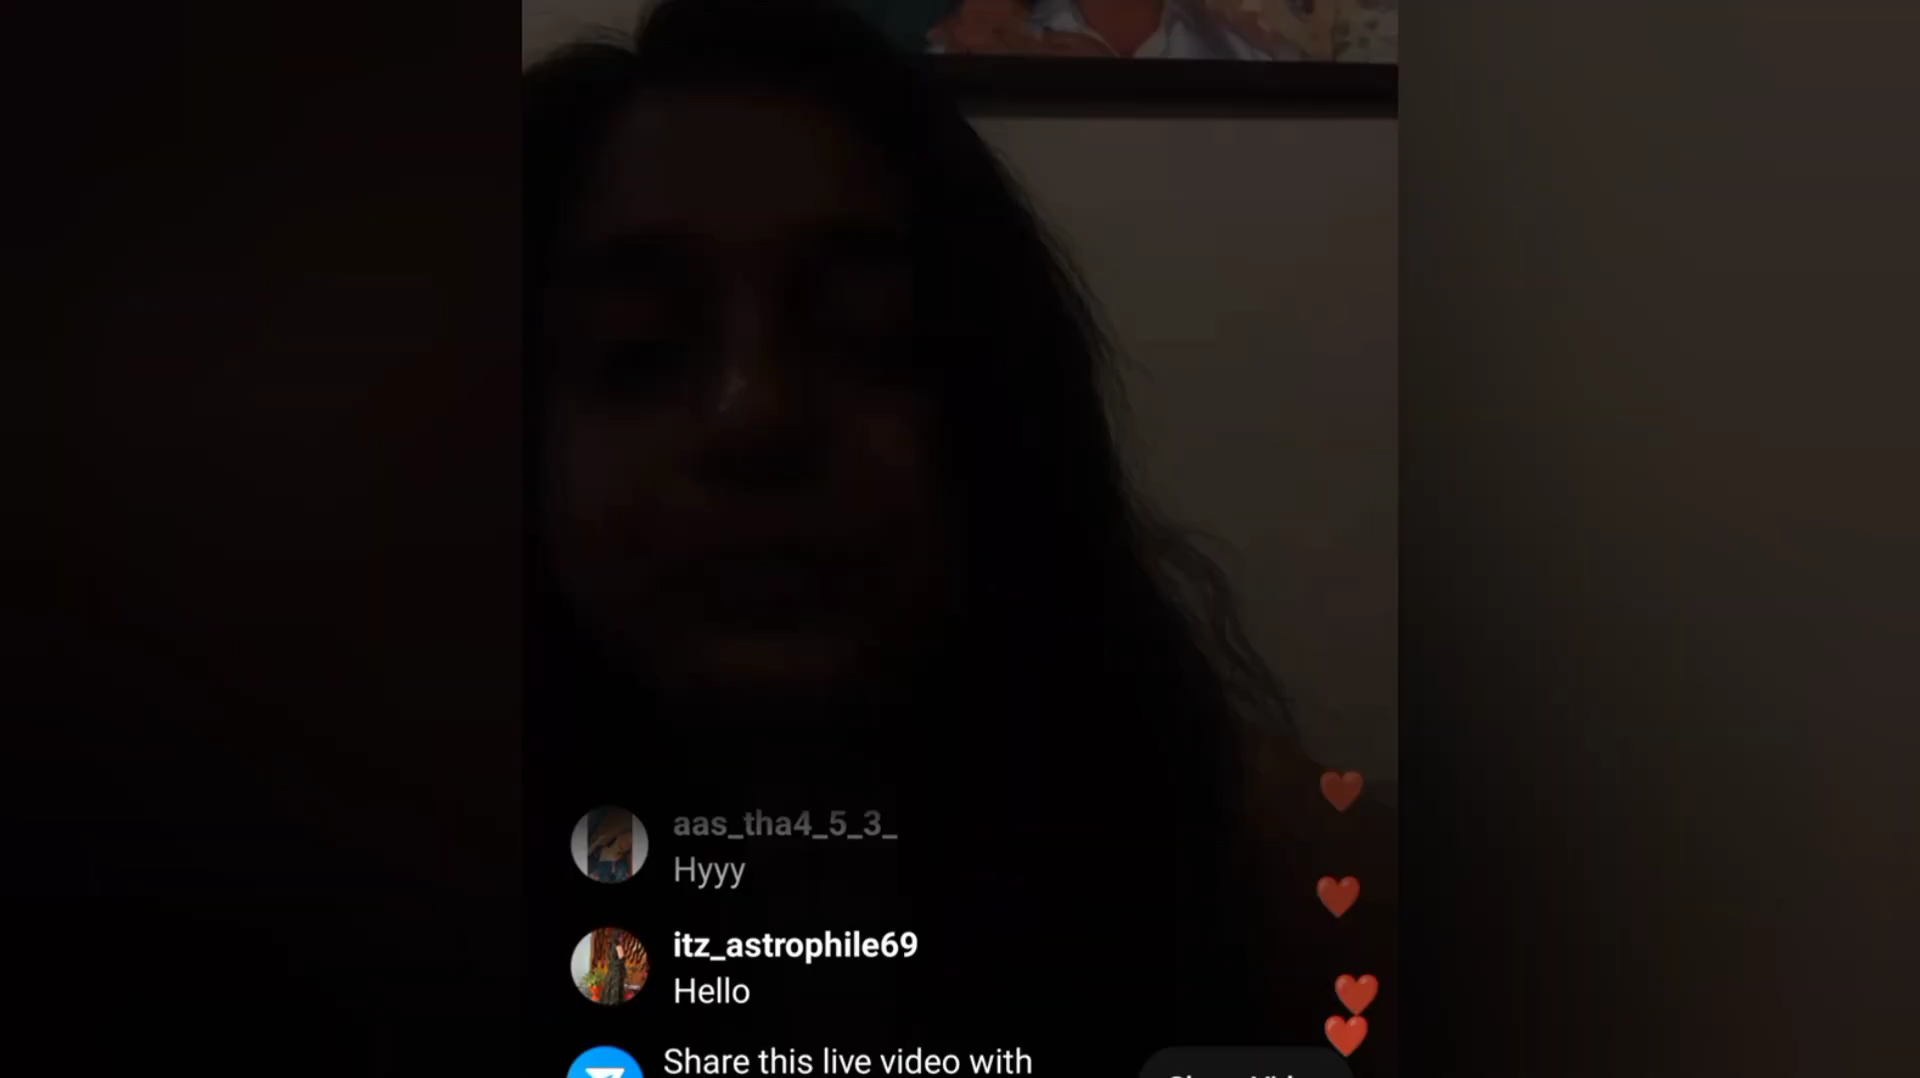 aas_tha4_5_3_
Hyyy
itz_astrophile69
Hello
Share this live video with